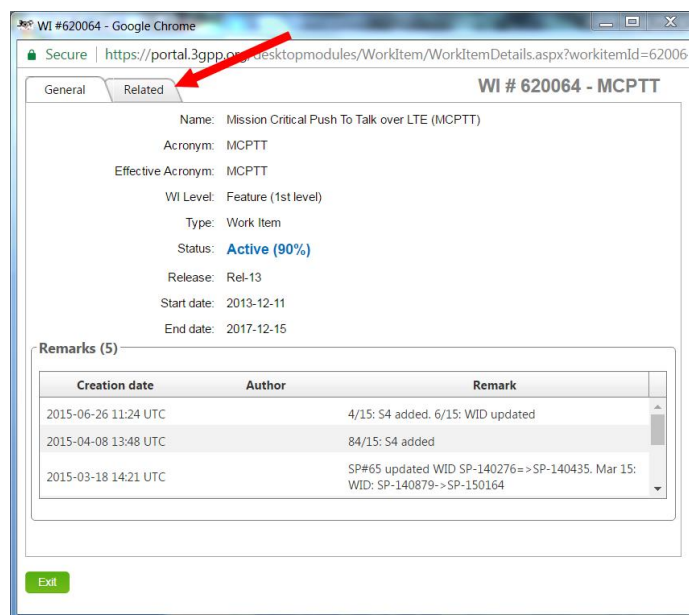 WI #620064 - Google Chrome
Secure | https://portal.3gpp.org/desktopmodules/WorkItem/WorkItemDetails.aspx?workitemId=62006
General Related WI # 620064 - MCPTT
Name: Mission Critical Push To Talk over LTE (MCPTT)
Acronym: MCPTT
Effective Acronym: MCPTT
WI Level: Feature (1st level)
Type: Work Item
Status: Active (90%)
Release: Rel-13
Start date: 2013-12-11
End date: 2017-12-15
Remarks (5)
Creation date Author Remark
2015-06-26 11:24 UTC 4/15: S4 added. 6/15: WID updated
2015-04-08 13:48 UTC 84/15: S4 added
2015-03-18 14:21 UTC SP#65 updated WID SP-140276=>SP-140435. Mar 15:
WID: SP-140879->SP-150164
Exit